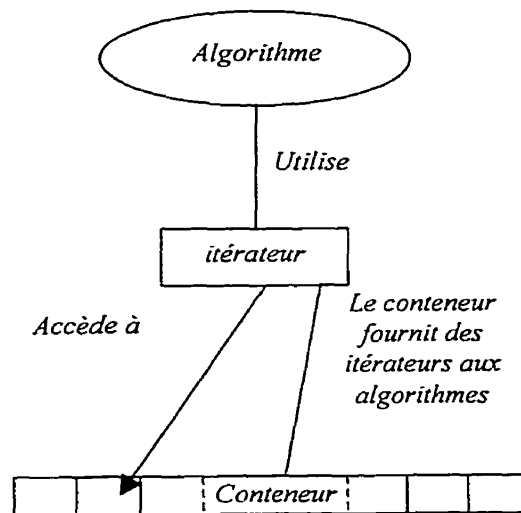 Algorithme
Utilise
itérateur
Accède à
Le conteneur
fournit des
itérateurs aux
algorithmes
Conteneur